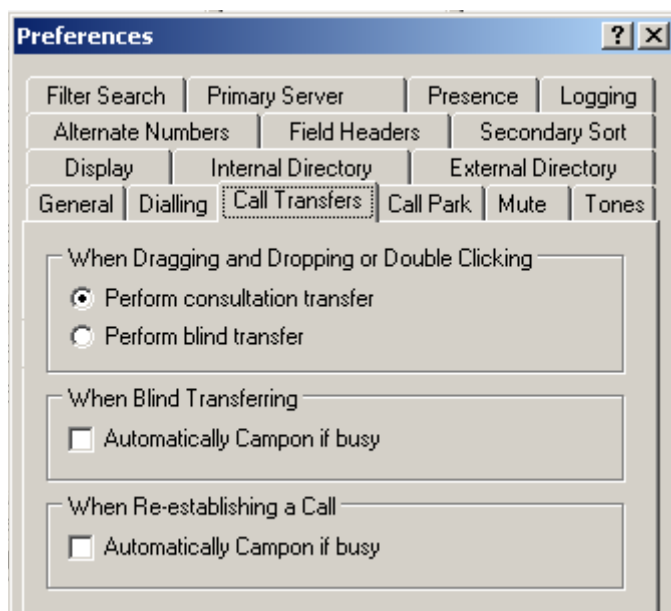 Preferences
Filter Search Primary Server Presence Logging
Alternate Numbers Field Headers Secondary Sort
Display Internal Directory External Directory
General Dialling Call Transfers Call Park Mute Tones
When Dragging and Dropping or Double Clicking
Perform consultation transfer
Perform blind transfer
When Blind Transferring
Automatically Campon if busy
When Re-establishing a Call
Automatically Campon if busy